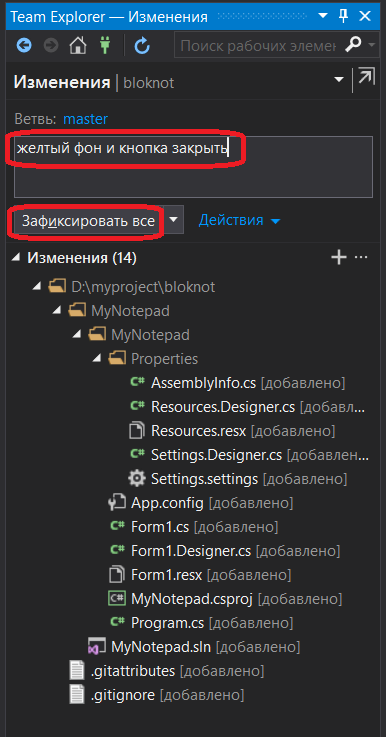 Team Explorer — Изменения
Поиск рабочих элемен
Изменения | bloknot
Ветвь: master
желтый фон и кнопка закрыть
Зафиксировать все
Действия
Изменения (14)
D:\myproject\bloknot
MyNotepad
MyNotepad
Properties
C# AssemblyInfo.cs [добавлено]
C# Resources.Designer.cs [добавл...
Resources.resx [добавлено]
C# Settings.Designer.cs [добавле...
Settings.settings [добавлено]
App.config [добавлено]
C# Form1.cs [добавлено]
C# Form1.Designer.cs [добавлено]
Form1.resx [добавлено]
C# MyNotepad.csproj [добавлено]
C# Program.cs [добавлено]
MyNotepad.sln [добавлено]
.gitattributes [добавлено]
.gitignore [добавлено]